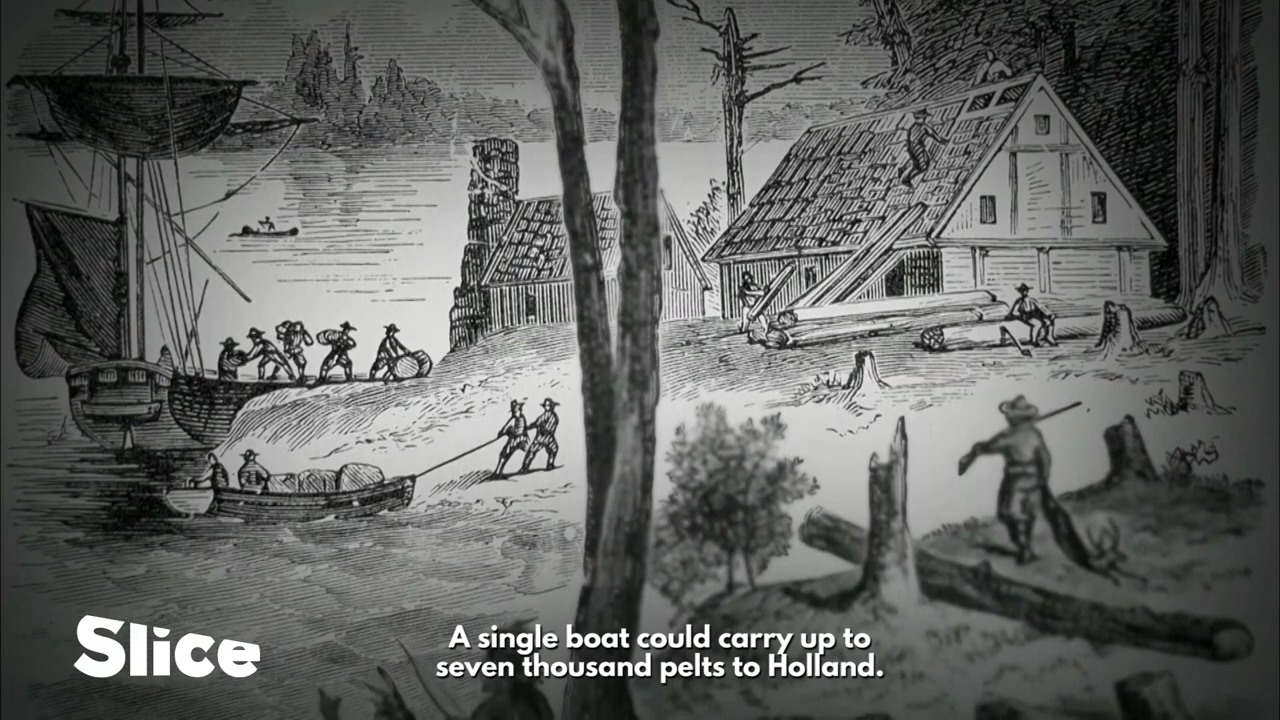 Slice
A single boat could carry up to
seven thousand pelts to Holland.